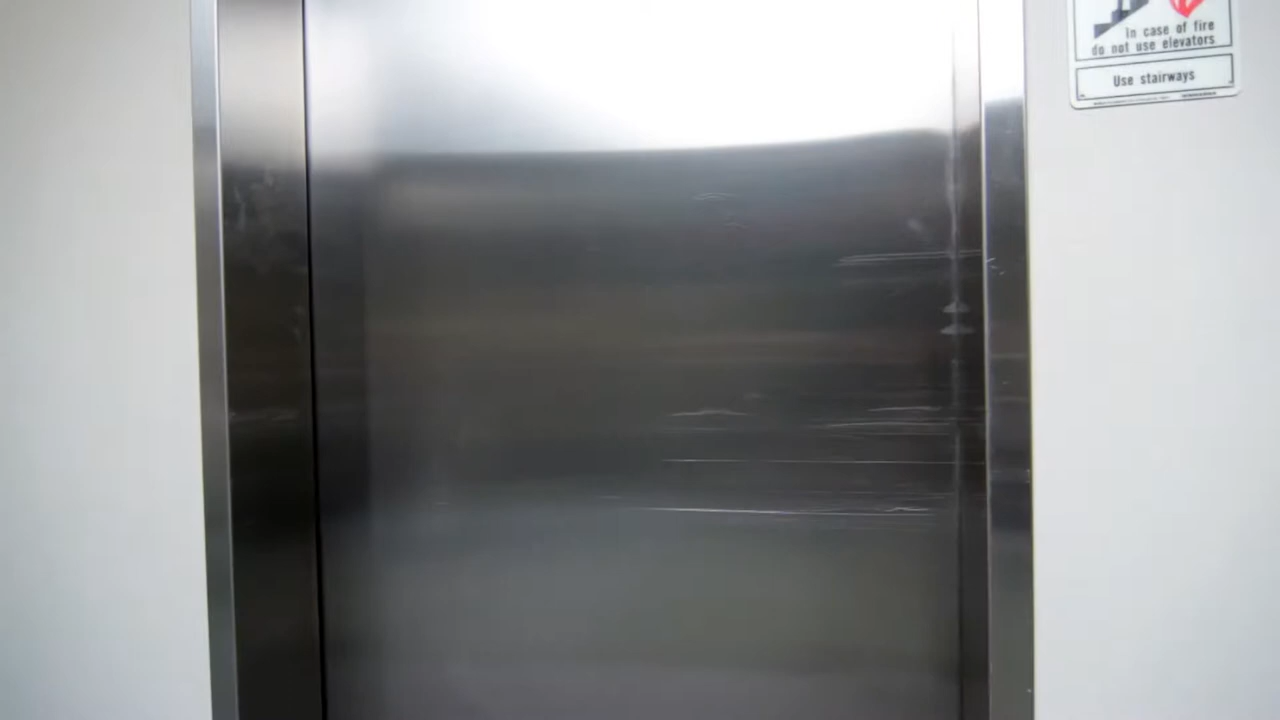 In case of fire
do not use elevators
Use stairways